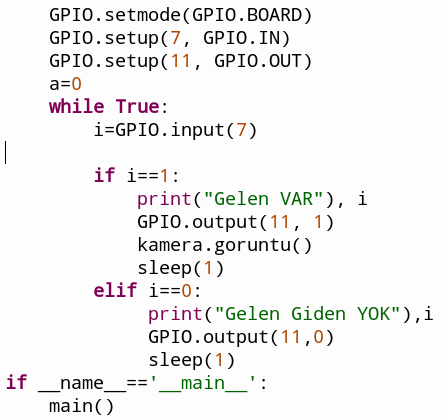 GPIO.setmode(GPIO.BOARD)
GPIO.setup(7, GPIO.IN)
GPIO.setup(11, GPIO.OUT)
a=0
while True:
i=GPIO.input(7)
if i==1:
print("Gelen VAR"), i
GPIO.output(11, 1)
kamera.goruntu()
sleep(1)
elif i==0:
print("Gelen Giden YOK"),i
GPIO.output(11,0)
sleep(1)
if __name__=='__main__':
main()